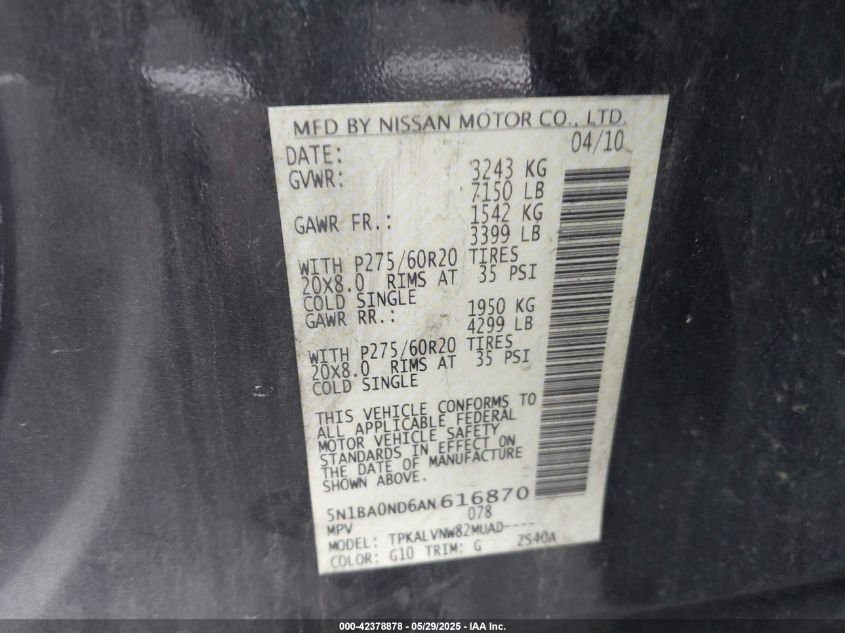 MFD BY NISSAN MOTOR CO., LTD.
DATE: 04/10
GVWR: 3243 KG
7150 LB
GAWR FR.: 1542 KG
3399 LB
WITH P275/60R20 TIRES
20X8.0 RIMS AT 35 PSI
COLD SINGLE
GAWR RR.: 1950 KG
4299 LB
WITH P275/60R20 TIRES
20X8.0 RIMS AT 35 PSI
COLD SINGLE
THIS VEHICLE CONFORMS TO
ALL APPLICABLE FEDERAL
MOTOR VEHICLE SAFETY
STANDARDS IN EFFECT ON
THE DATE OF MANUFACTURE
SHOWN ABOVE.
5N1BA0ND6AN616870
MPV 078
MODEL: TPKALVNW82MUAD----
COLOR: G10 TRIM: G ZS40A
000-42378878 - 05/29/2025 - IAA Inc.